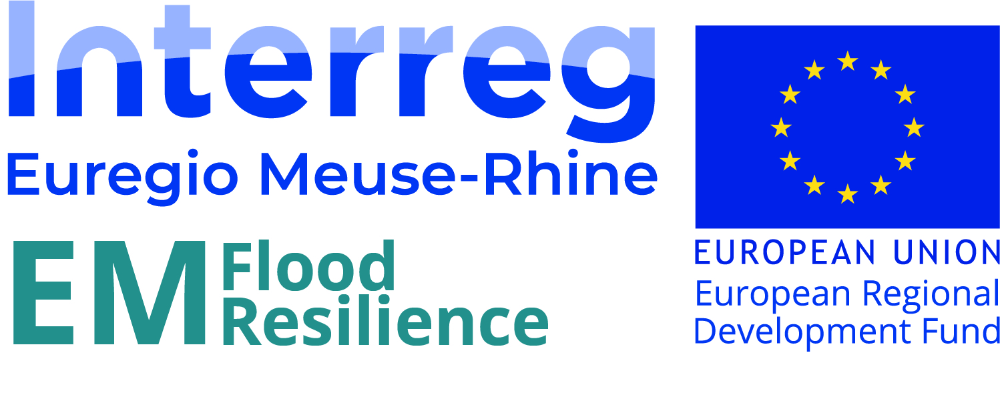 Interreg
Euregio Meuse-Rhine
EM Flood
Resilience
EUROPEAN UNION
European Regional
Development Fund